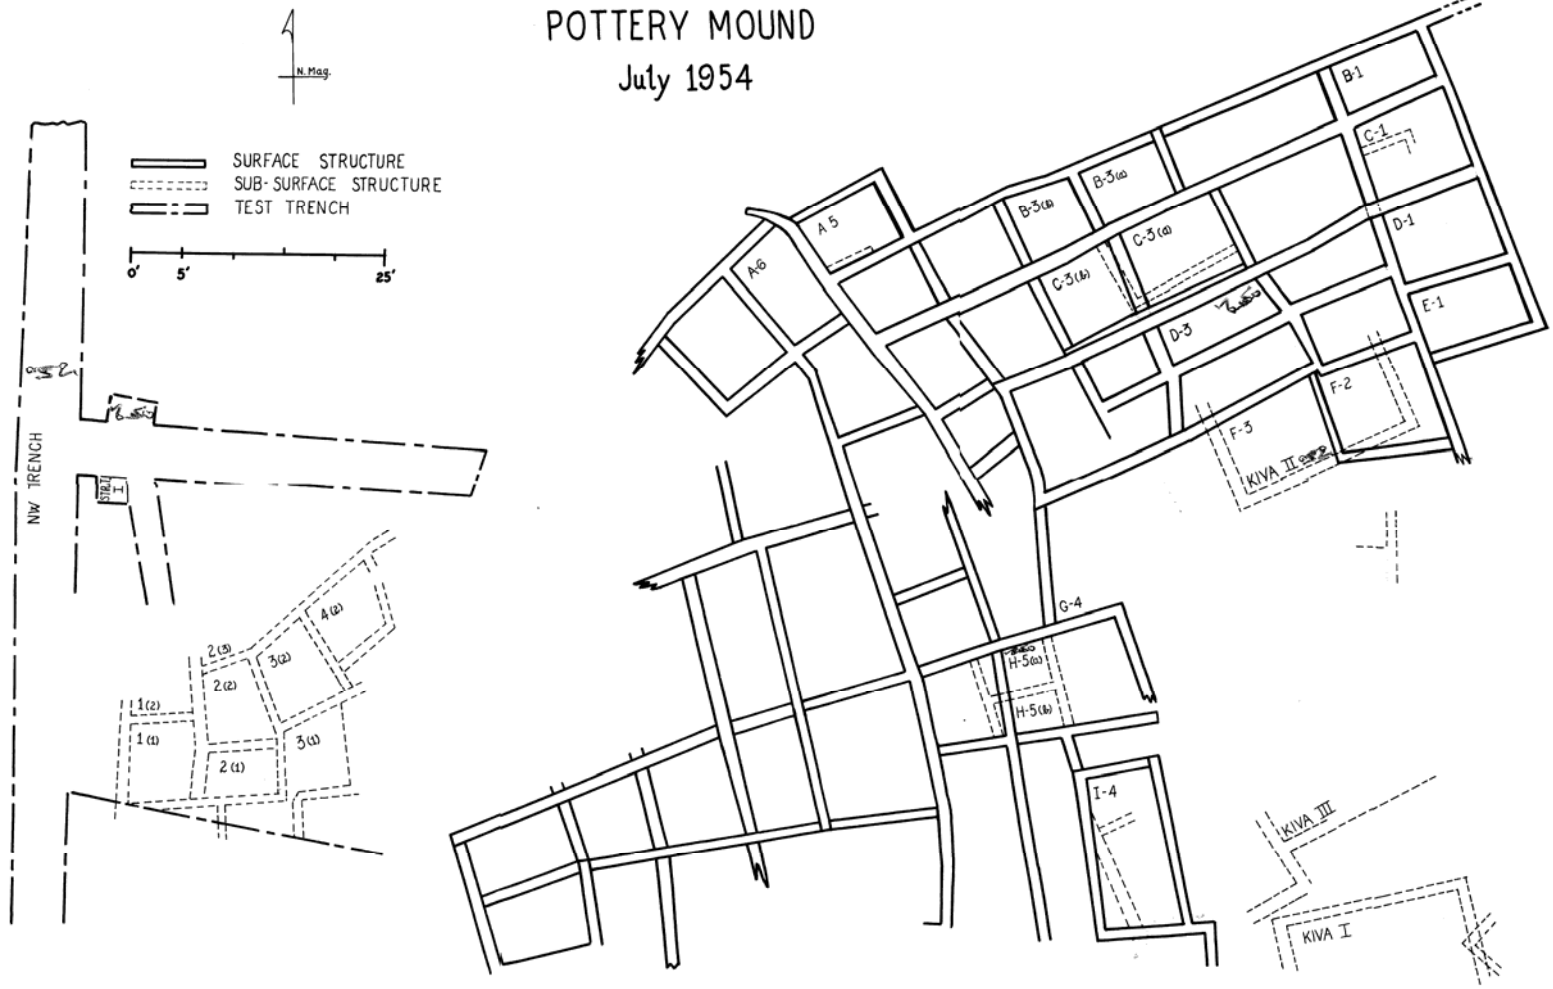 POTTERY MOUND
July 1954
N. Mag.
SURFACE STRUCTURE
SUB-SURFACE STRUCTURE
TEST TRENCH
0' 5' 25'
B-1
C-1
B-3(a)
B-3(b)
A 5
C-3(a)
D-1
A-6
C-3(b)
E-1
D-3
F-2
F-3
KIVA II
NW TRENCH
STR.T I
G-4
4(2)
2(3)
3(2)
H-5(a)
2(2)
1(2)
H-5(b)
1(1)
3(1)
2(1)
I-4
KIVA III
KIVA I